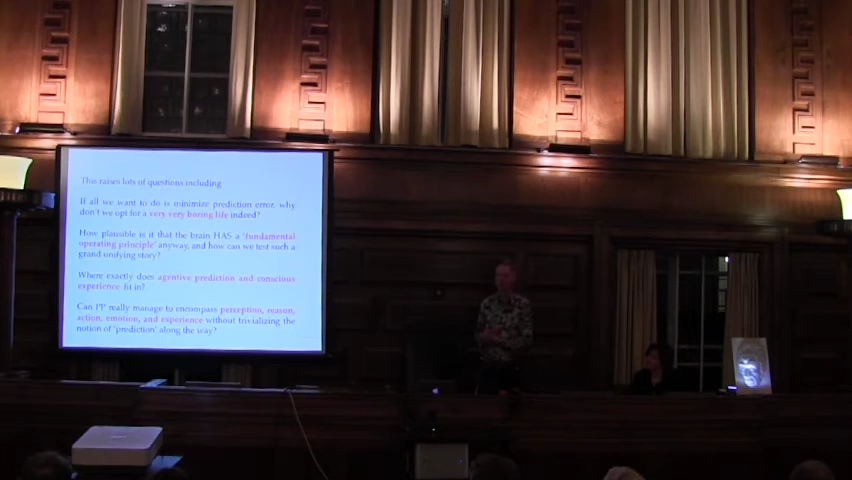 This raises lots of questions including
If all we want to do is minimize prediction error, why
don't we opt for a very very boring life indeed?
How plausible is it that the brain HAS a 'fundamental
operating principle' anyway, and how can we test such a
grand unifying story?
Where exactly does agentive prediction and conscious
experience fit in?
Can PP really manage to encompass perception, reason,
action, emotion, and experience without trivializing the
notion of 'prediction' along the way?